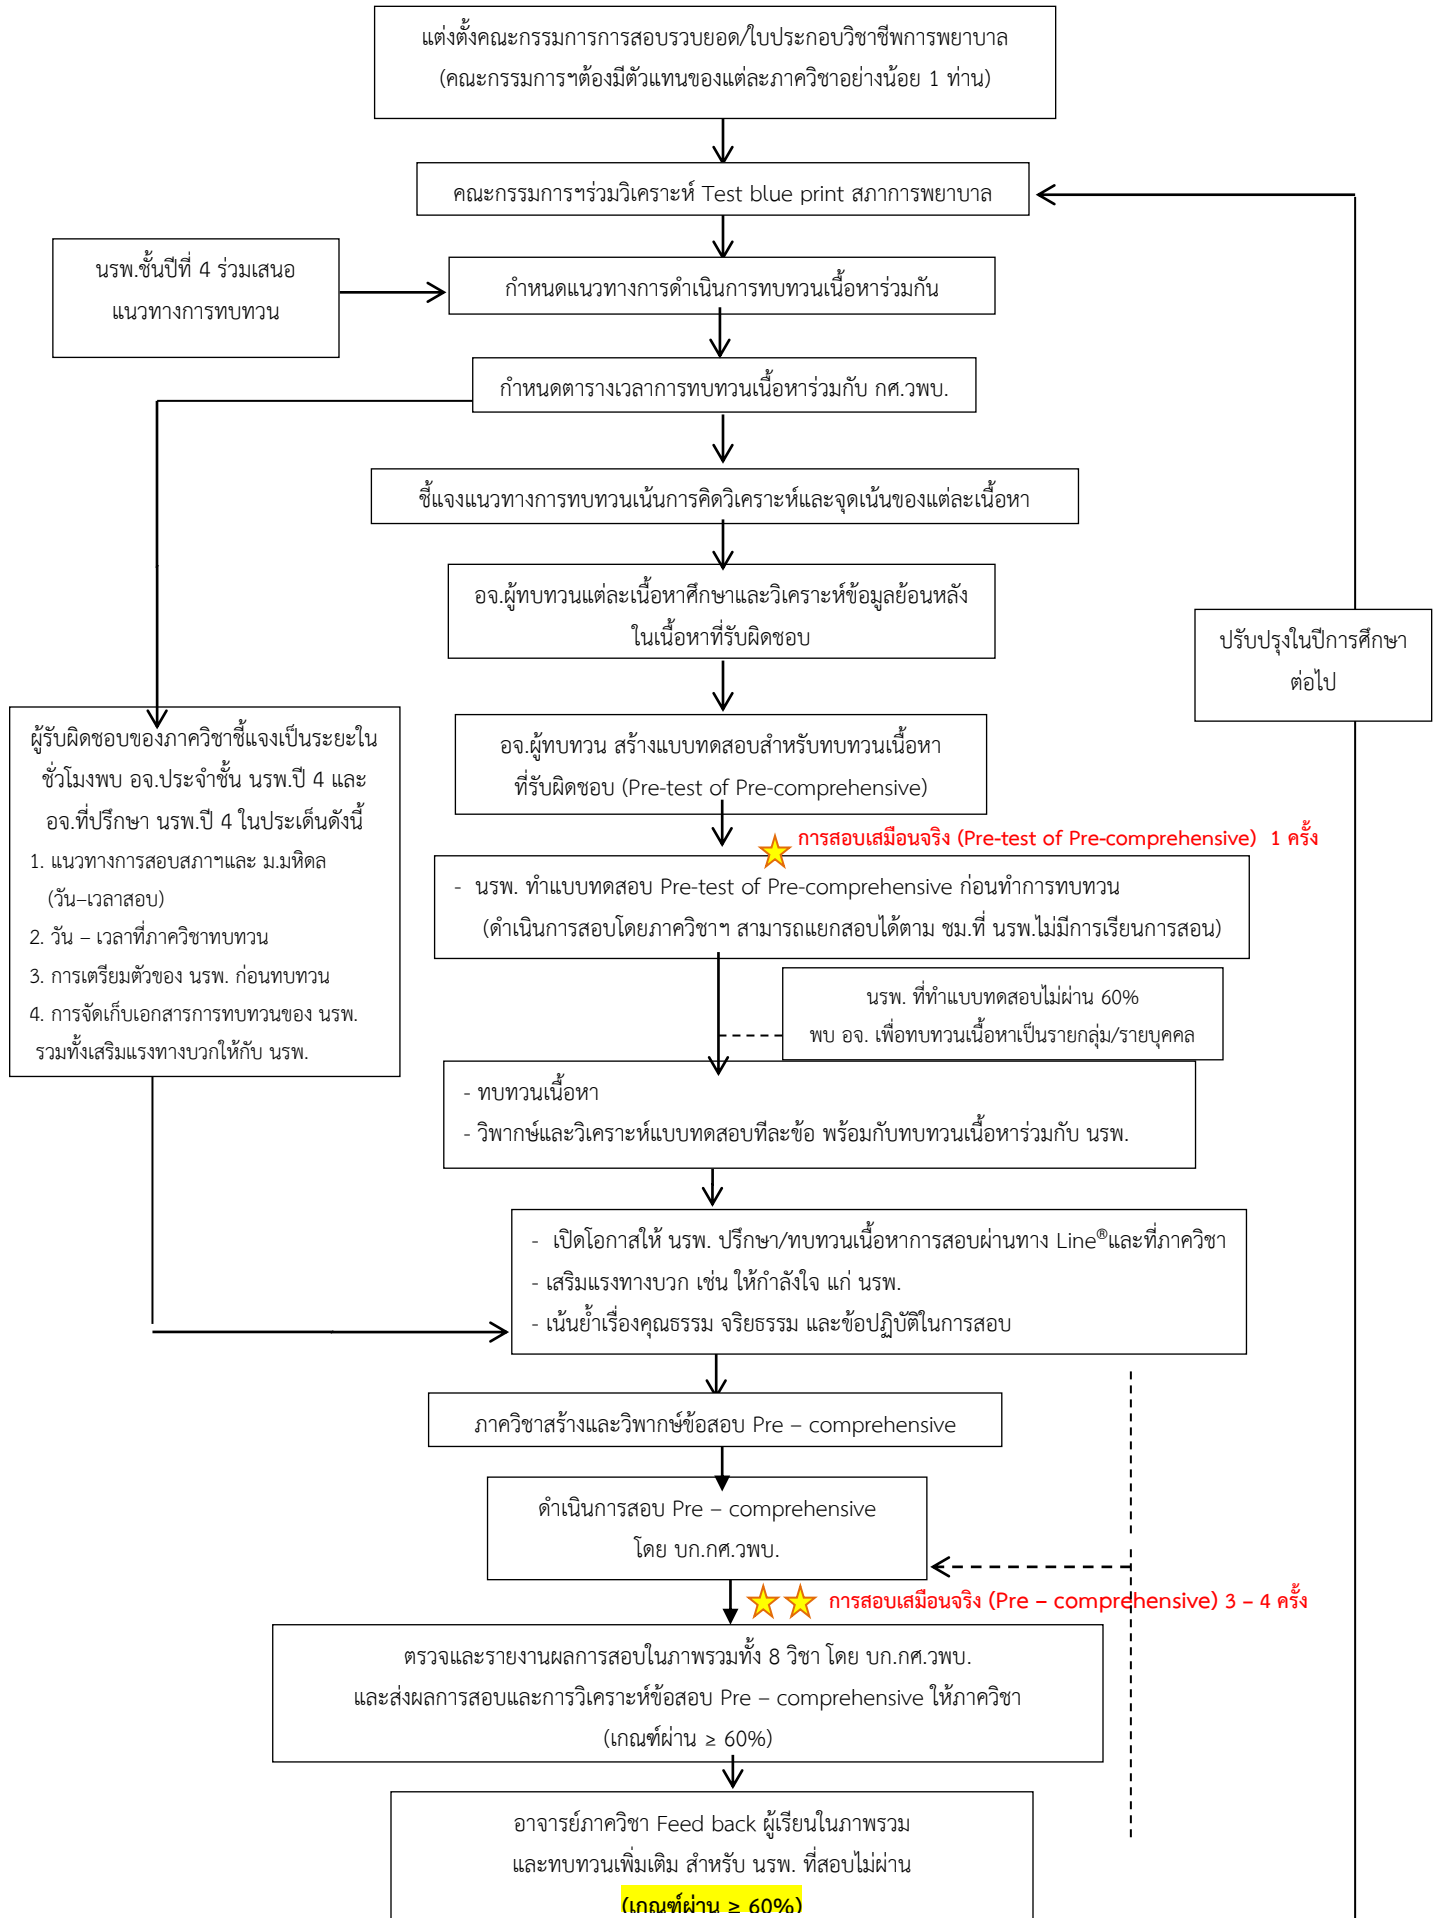 แต่งตั้งคณะกรรมการการสอบรวบยอด/ใบประกอบวิชาชีพการพยาบาล
(คณะกรรมการฯต้องมีตัวแทนของแต่ละภาควิชาอย่างน้อย 1 ท่าน)
คณะกรรมการฯร่วมวิเคราะห์ Test blue print สภาการพยาบาล
นรพ.ชั้นปีที่ 4 ร่วมเสนอ
แนวทางการทบทวน
กำหนดแนวทางการดำเนินการทบทวนเนื้อหาร่วมกัน
กำหนดตารางเวลาการทบทวนเนื้อหาร่วมกับ กศ.วพบ.
ชี้แจงแนวทางการทบทวนเน้นการคิดวิเคราะห์และจุดเน้นของแต่ละเนื้อหา
อจ.ผู้ทบทวนแต่ละเนื้อหาศึกษาและวิเคราะห์ข้อมูลย้อนหลัง
ในเนื้อหาที่รับผิดชอบ
ปรับปรุงในปีการศึกษา
ต่อไป
ผู้รับผิดชอบของภาควิชาชี้แจงเป็นระยะใน
ชั่วโมงพบ อจ.ประจำชั้น นรพ.ปี 4 และ
อจ.ที่ปรึกษา นรพ.ปี 4 ในประเด็นดังนี้
1. แนวทางการสอบสภาฯและ ม.มหิดล
(วัน–เวลาสอบ)
2. วัน – เวลาที่ภาควิชาทบทวน
3. การเตรียมตัวของ นรพ. ก่อนทบทวน
4. การจัดเก็บเอกสารการทบทวนของ นรพ.
รวมทั้งเสริมแรงทางบวกให้กับ นรพ.
อจ.ผู้ทบทวน สร้างแบบทดสอบสำหรับทบทวนเนื้อหา
ที่รับผิดชอบ (Pre-test of Pre-comprehensive)
การสอบเสมือนจริง (Pre-test of Pre-comprehensive) 1 ครั้ง
- นรพ. ทำแบบทดสอบ Pre-test of Pre-comprehensive ก่อนทำการทบทวน
(ดำเนินการสอบโดยภาควิชาฯ สามารถแยกสอบได้ตาม ชม.ที่ นรพ.ไม่มีการเรียนการสอน)
นรพ. ที่ทำแบบทดสอบไม่ผ่าน 60%
พบ อจ. เพื่อทบทวนเนื้อหาเป็นรายกลุ่ม/รายบุคคล
- ทบทวนเนื้อหา
- วิพากษ์และวิเคราะห์แบบทดสอบทีละข้อ พร้อมกับทบทวนเนื้อหาร่วมกับ นรพ.
- เปิดโอกาสให้ นรพ. ปรึกษา/ทบทวนเนื้อหาการสอบผ่านทาง Line®และที่ภาควิชา
- เสริมแรงทางบวก เช่น ให้กำลังใจ แก่ นรพ.
- เน้นย้ำเรื่องคุณธรรม จริยธรรม และข้อปฏิบัติในการสอบ
ภาควิชาสร้างและวิพากษ์ข้อสอบ Pre – comprehensive
ดำเนินการสอบ Pre – comprehensive
โดย บก.กศ.วพบ.
การสอบเสมือนจริง (Pre – comprehensive) 3 – 4 ครั้ง
ตรวจและรายงานผลการสอบในภาพรวมทั้ง 8 วิชา โดย บก.กศ.วพบ.
และส่งผลการสอบและการวิเคราะห์ข้อสอบ Pre – comprehensive ให้ภาควิชา
(เกณฑ์ผ่าน ≥ 60%)
อาจารย์ภาควิชา Feed back ผู้เรียนในภาพรวม
และทบทวนเพิ่มเติม สำหรับ นรพ. ที่สอบไม่ผ่าน
(เกณฑ์ผ่าน ≥ 60%)